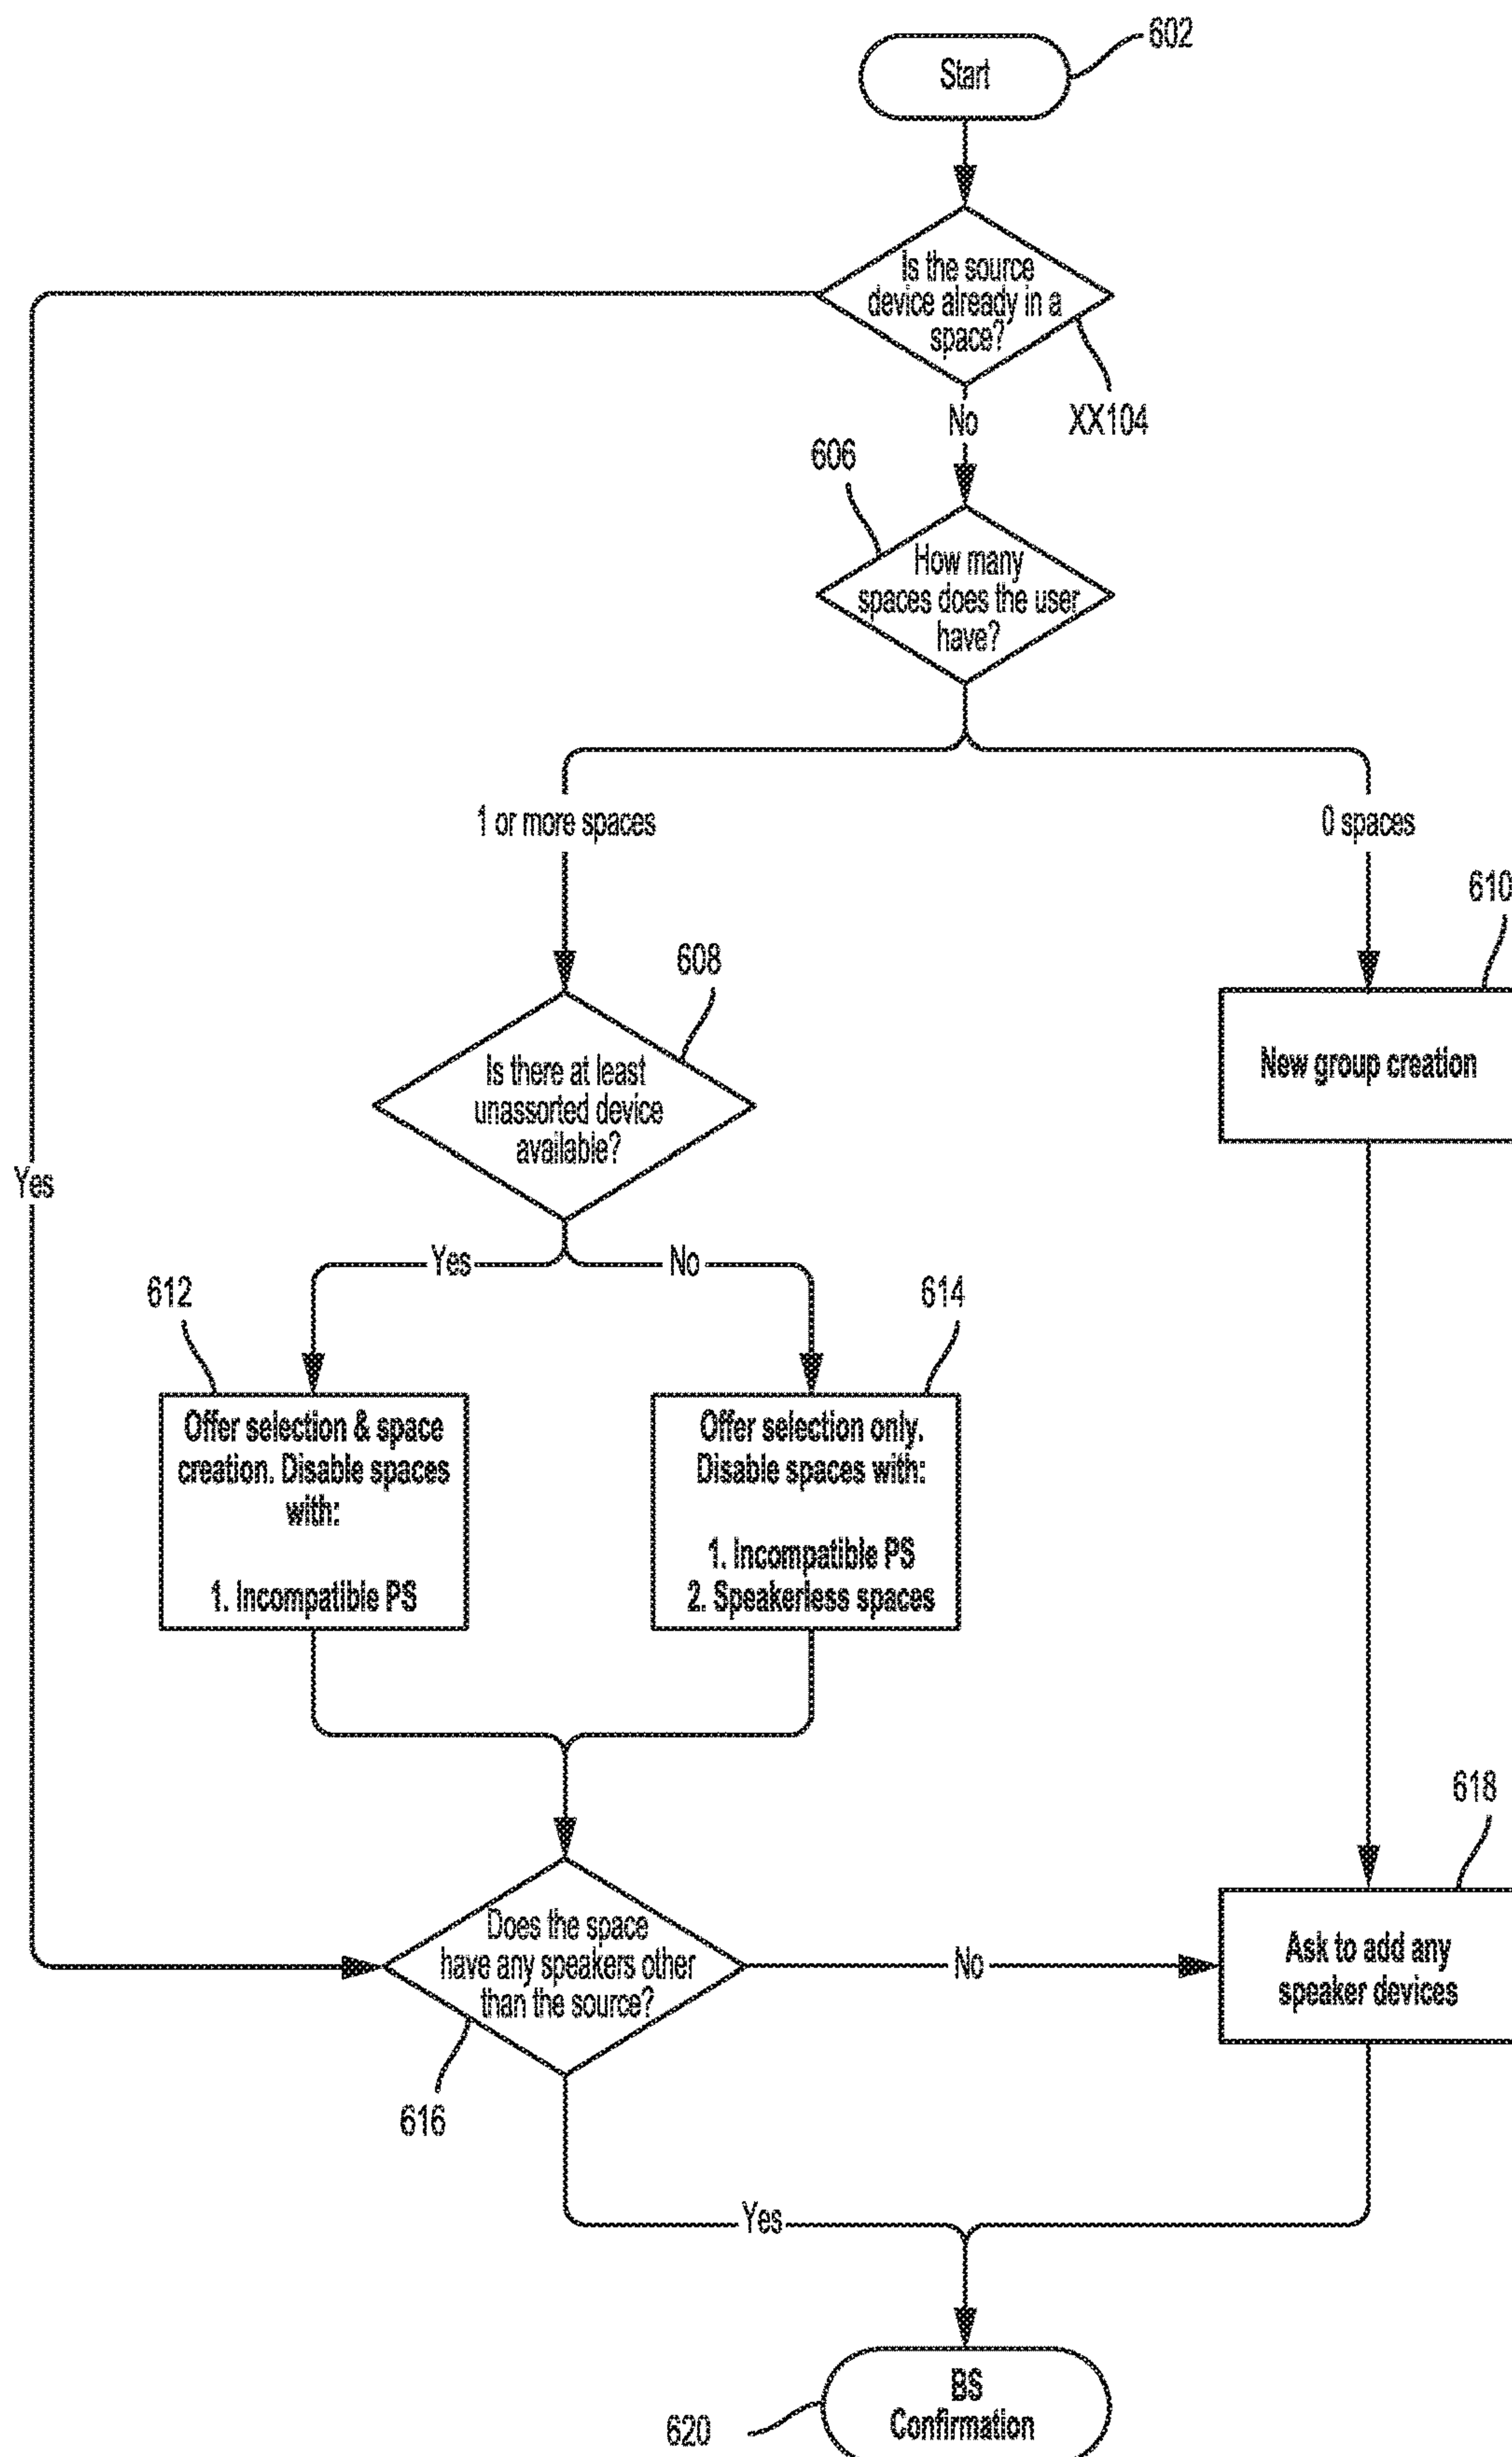 602
Start
Is the source
device already in a
space?
XX104
No
606
How many
spaces does the user
have?
1 or more spaces
0 spaces
610
608
New group creation
Is there at least
unassorted device
available?
Yes
Yes
No
612
614
Offer selection & space
creation. Disable spaces
with:
1. Incompatible PS
Offer selection only.
Disable spaces with:
1. Incompatible PS
2. Speakerless spaces
618
Does the space
have any speakers other
than the source?
No
Ask to add any
speaker devices
616
Yes
BS
Confirmation
620